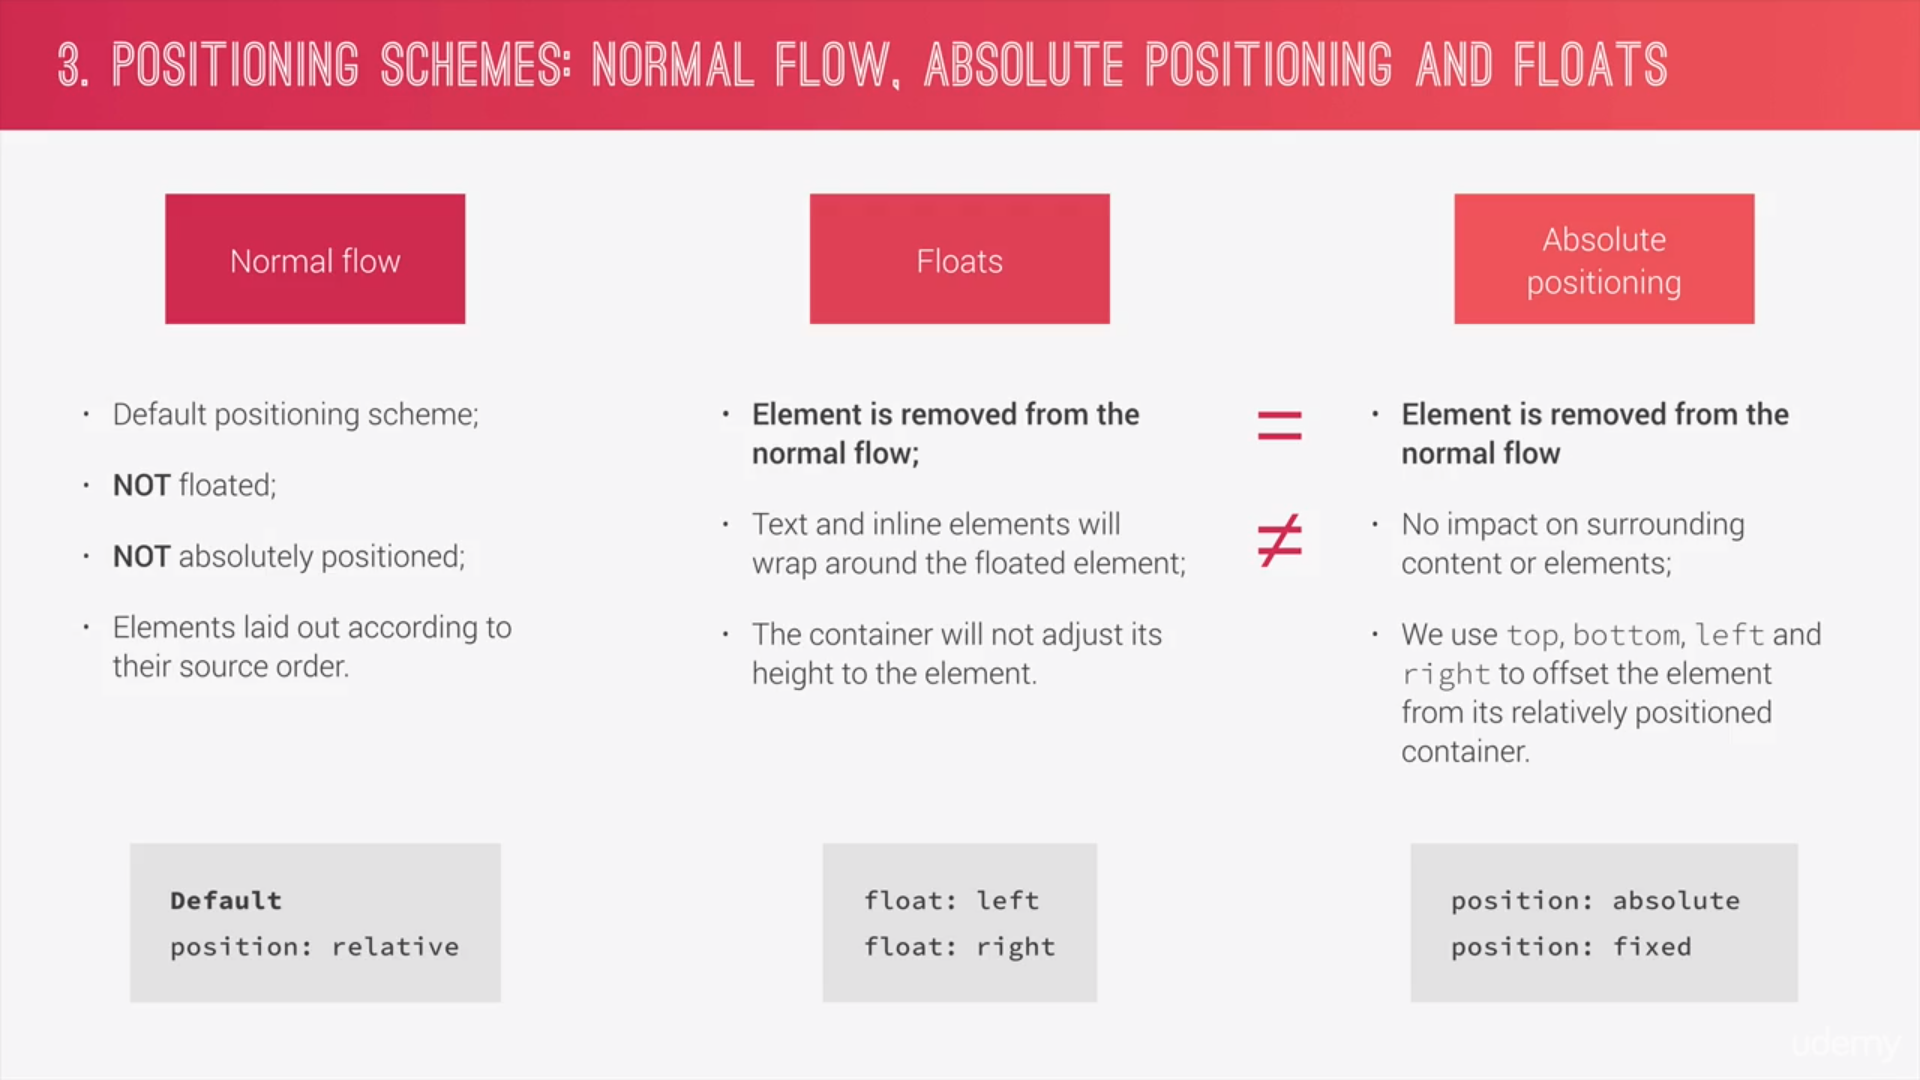 3. POSITIONING SCHEMES: NORMAL FLOW, ABSOLUTE POSITIONING AND FLOATS
Normal flow
• Default positioning scheme;
• NOT floated;
• NOT absolutely positioned;
• Elements laid out according to
their source order.
Default
position: relative
Floats
• Element is removed from the
normal flow;
• Text and inline elements will
wrap around the floated element;
• The container will not adjust its
height to the element.
float: left
float: right
=
≠
Absolute
positioning
• Element is removed from the
normal flow
• No impact on surrounding
content or elements;
• We use top, bottom, left and
right to offset the element
from its relatively positioned
container.
position: absolute
position: fixed
udemy